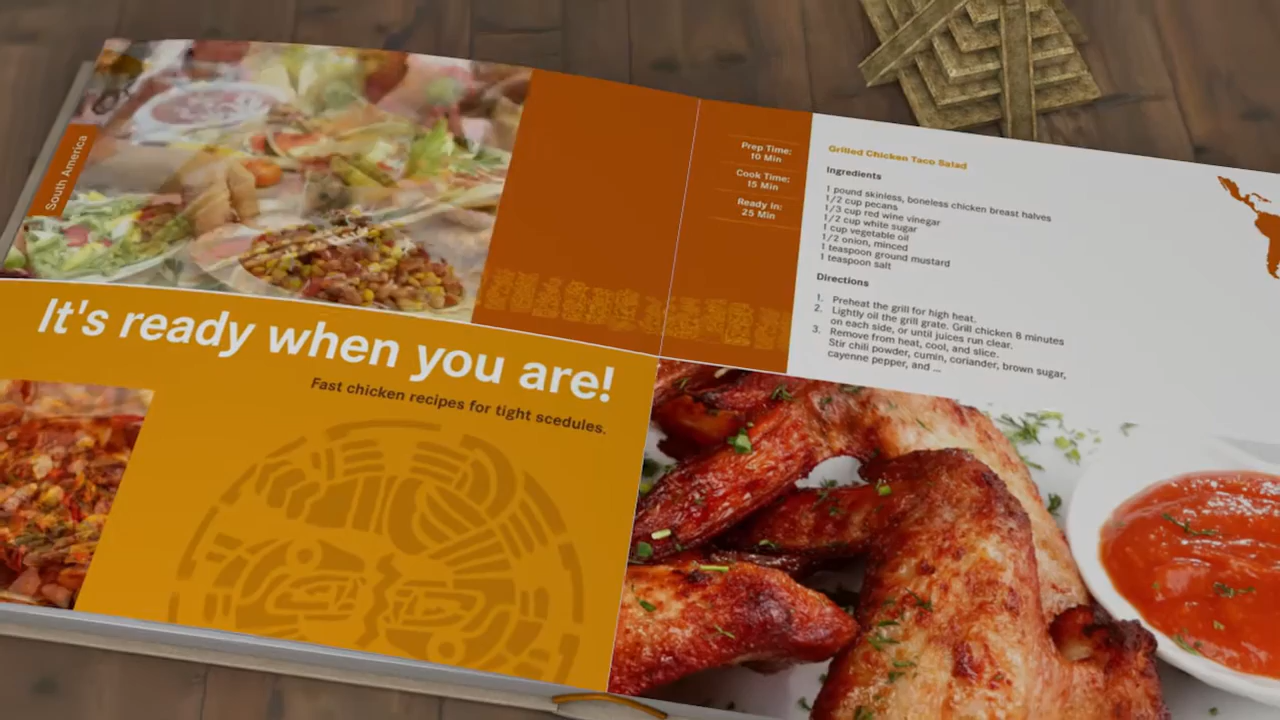 South America
It's ready when you are!
Fast chicken recipes for tight scedules.
Prep Time:
10 Min
Cook Time:
15 Min
Ready In:
25 Min
Grilled Chicken Taco Salad
Ingredients
1 pound skinless, boneless chicken breast halves
1/2 cup pecans
1/3 cup red wine vinegar
1/2 cup white sugar
1 cup vegetable oil
1/2 onion, minced
1 teaspoon ground mustard
1 teaspoon salt
Directions
1. Preheat the grill for high heat.
2. Lightly oil the grill grate. Grill chicken 8 minutes
on each side, or until juices run clear.
3. Remove from heat, cool, and slice.
Stir chili powder, cumin, coriander, brown sugar,
cayenne pepper, and ...